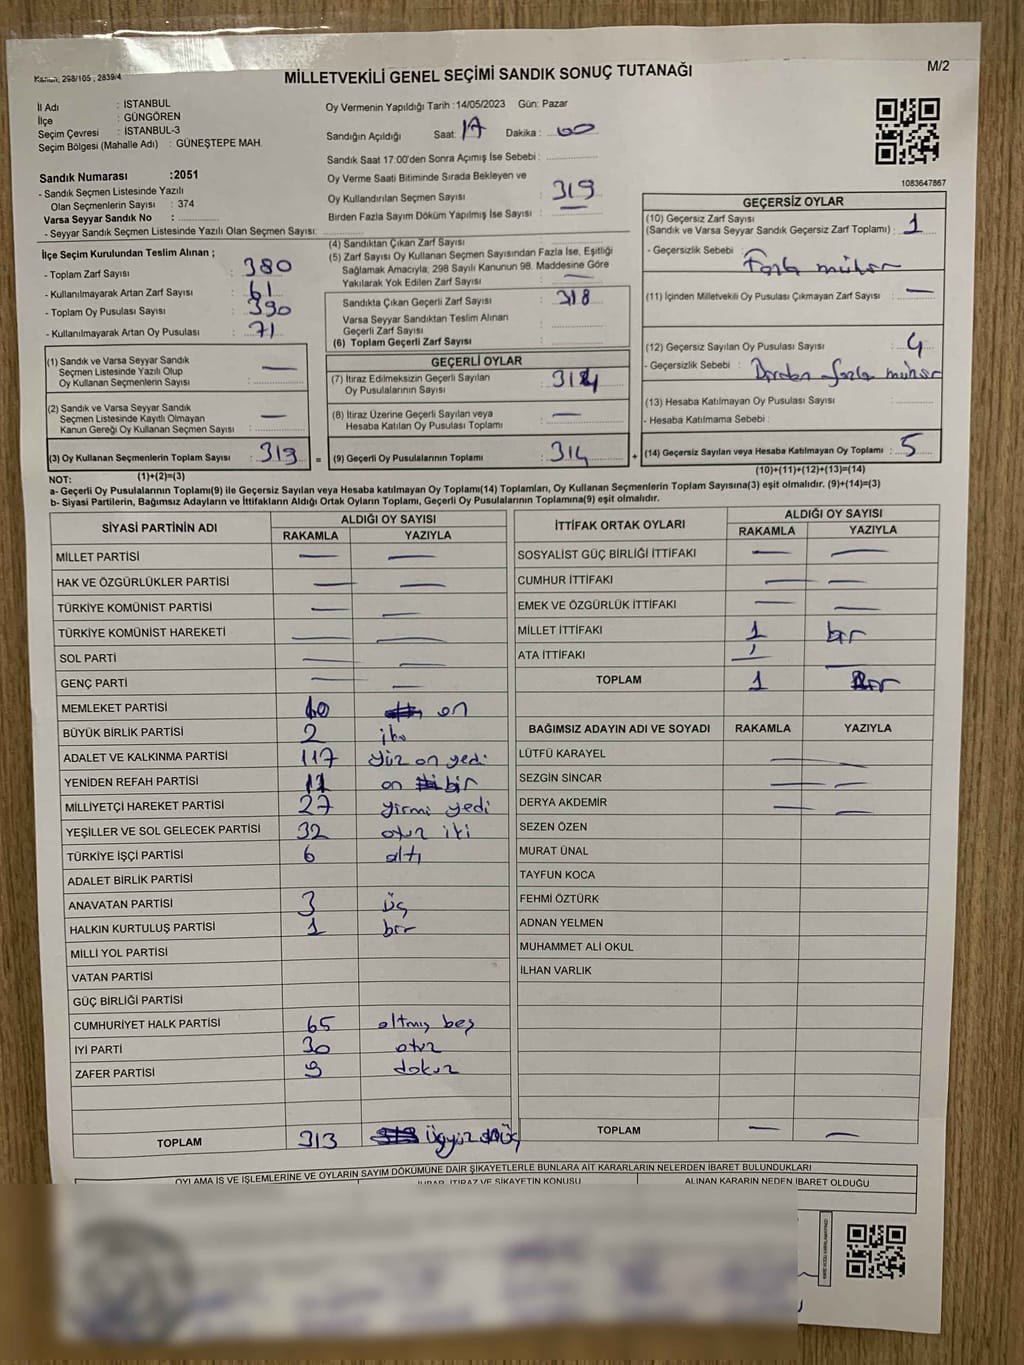 Kanun; 298/105 , 2839/4
MİLLETVEKİLİ GENEL SEÇİMİ SANDIK SONUÇ TUTANAĞI
M/2
İl Adı : İSTANBUL
İlçe : GÜNGÖREN
Seçim Çevresi : İSTANBUL-3
Seçim Bölgesi (Mahalle Adı) : GÜNEŞTEPE MAH.
Oy Vermenin Yapıldığı Tarih :14/05/2023 Gün: Pazar
Sandığın Açıldığı Saat: 17 Dakika : 00
Sandık Saat 17:00'den Sonra Açımış İse Sebebi :
Oy Verme Saati Bitiminde Sırada Bekleyen ve
Oy Kullandırılan Seçmen Sayısı : 319
Birden Fazla Sayım Döküm Yapılmış İse Sayısı :
Sandık Numarası :2051
- Sandık Seçmen Listesinde Yazılı
Olan Seçmenlerin Sayısı : 374
Varsa Seyyar Sandık No :
- Seyyar Sandık Seçmen Listesinde Yazılı Olan Seçmen Sayısı:
1083647867
İlçe Seçim Kurulundan Teslim Alınan ;
- Toplam Zarf Sayısı : 380
- Kullanılmayarak Artan Zarf Sayısı : 61
- Toplam Oy Pusulası Sayısı : 390
- Kullanılmayarak Artan Oy Pusulası : 71
(1) Sandık ve Varsa Seyyar Sandık
Seçmen Listesinde Yazılı Olup
Oy Kullanan Seçmenlerin Sayısı : —
(2) Sandık ve Varsa Seyyar Sandık
Seçmen Listesinde Kayıtlı Olmayan
Kanun Gereği Oy Kullanan Seçmen Sayısı : —
(3) Oy Kullanan Seçmenlerin Toplam Sayısı : 319
(4) Sandıktan Çıkan Zarf Sayısı :
(5) Zarf Sayısı Oy Kullanan Seçmen Sayısından Fazla İse, Eşitliği
Sağlamak Amacıyla; 298 Sayılı Kanunun 98. Maddesine Göre
Yakılarak Yok Edilen Zarf Sayısı : —
Sandıkta Çıkan Geçerli Zarf Sayısı : 318
Varsa Seyyar Sandıktan Teslim Alınan
Geçerli Zarf Sayısı :
(6) Toplam Geçerli Zarf Sayısı :
GEÇERLİ OYLAR
(7) İtiraz Edilmeksizin Geçerli Sayılan
Oy Pusulalarının Sayısı : 314
(8) İtiraz Üzerine Geçerli Sayılan veya
Hesaba Katılan Oy Pusulası Toplamı : —
= (9) Geçerli Oy Pusulalarının Toplamı : 314 +
GEÇERSİZ OYLAR
(10) Geçersiz Zarf Sayısı
(Sandık ve Varsa Seyyar Sandık Geçersiz Zarf Toplamı) : 1
- Geçersizlik Sebebi : Fazla mühür
(11) İçinden Milletvekili Oy Pusulası Çıkmayan Zarf Sayısı : —
(12) Geçersiz Sayılan Oy Pusulası Sayısı : 4
- Geçersizlik Sebebi : Birden fazla mühür
(13) Hesaba Katılmayan Oy Pusulası Sayısı :
- Hesaba Katılmama Sebebi :
(14) Geçersiz Sayılan veya Hesaba Katılmayan Oy Toplamı : 5
NOT: (1)+(2)=(3) (10)+(11)+(12)+(13)=(14)
a- Geçerli Oy Pusulalarının Toplamı(9) ile Geçersiz Sayılan veya Hesaba katılmayan Oy Toplamı(14) Toplamları, Oy Kullanan Seçmenlerin Toplam Sayısına(3) eşit olmalıdır. (9)+(14)=(3)
b- Siyasi Partilerin, Bağımsız Adayların ve İttifakların Aldığı Ortak Oyların Toplamı, Geçerli Oy Pusulalarının Toplamına(9) eşit olmalıdır.
SİYASİ PARTİNİN ADI ALDIĞI OY SAYISI
RAKAMLA YAZIYLA
MİLLET PARTİSİ — —
HAK VE ÖZGÜRLÜKLER PARTİSİ — —
TÜRKİYE KOMÜNİST PARTİSİ — —
TÜRKİYE KOMÜNİST HAREKETİ — —
SOL PARTİ — —
GENÇ PARTİ — —
MEMLEKET PARTİSİ 10 on
BÜYÜK BİRLİK PARTİSİ 2 iki
ADALET VE KALKINMA PARTİSİ 117 yüz on yedi
YENİDEN REFAH PARTİSİ 11 on bir
MİLLİYETÇİ HAREKET PARTİSİ 27 yirmi yedi
YEŞİLLER VE SOL GELECEK PARTİSİ 32 otuz iki
TÜRKİYE İŞÇİ PARTİSİ 6 altı
ADALET BİRLİK PARTİSİ
ANAVATAN PARTİSİ 3 üç
HALKIN KURTULUŞ PARTİSİ 1 bir
MİLLİ YOL PARTİSİ
VATAN PARTİSİ
GÜÇ BİRLİĞİ PARTİSİ
CUMHURİYET HALK PARTİSİ 65 altmış beş
İYİ PARTİ 30 otuz
ZAFER PARTİSİ 9 dokuz
TOPLAM 313 üçyüz onüç
İTTİFAK ORTAK OYLARI ALDIĞI OY SAYISI
RAKAMLA YAZIYLA
SOSYALİST GÜÇ BİRLİĞİ İTTİFAKI — —
CUMHUR İTTİFAKI — —
EMEK VE ÖZGÜRLÜK İTTİFAKI — —
MİLLET İTTİFAKI 1 bir
ATA İTTİFAKI — —
TOPLAM 1 Bir
BAĞIMSIZ ADAYIN ADI VE SOYADI RAKAMLA YAZIYLA
LÜTFÜ KARAYEL — —
SEZGİN SİNCAR — —
DERYA AKDEMİR — —
SEZEN ÖZEN
MURAT ÜNAL
TAYFUN KOCA
FEHMİ ÖZTÜRK
ADNAN YELMEN
MUHAMMET ALİ OKUL
İLHAN VARLIK
TOPLAM — —
OYLAMA İŞ VE İŞLEMLERİNE VE OYLARIN SAYIM DÖKÜMÜNE DAİR ŞİKAYETLERLE BUNLARA AİT KARARLARIN NELERDEN İBARET BULUNDUKLARI
İTİRAZ VE ŞİKAYETİN KONUSU ALINAN KARARIN NEDEN İBARET OLDUĞU